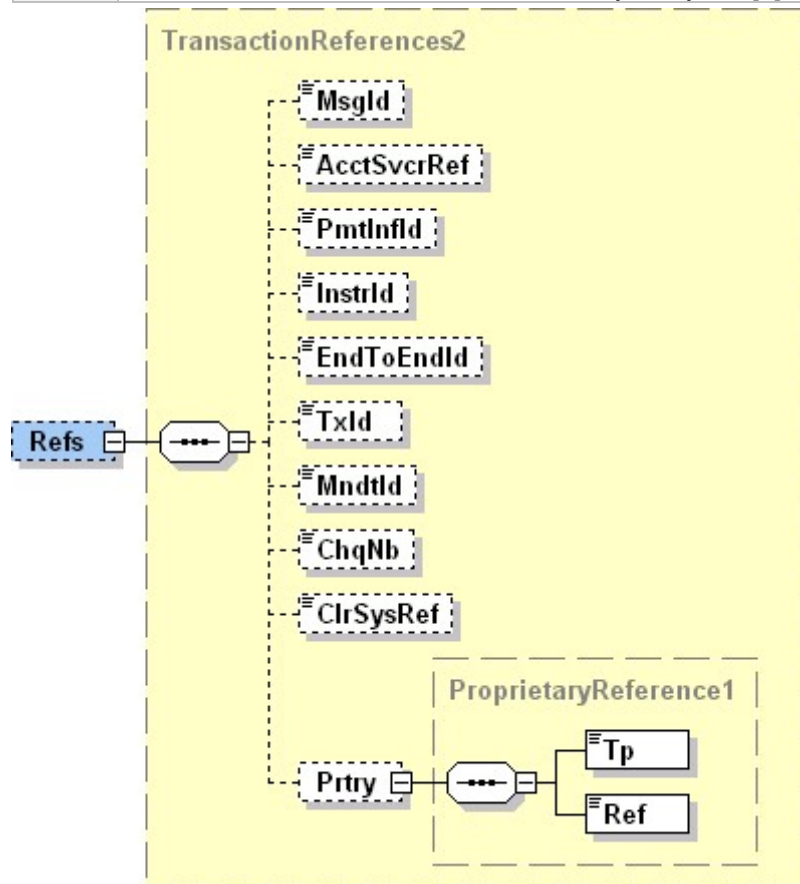 TransactionReferences2
MsgId
AcctSvcrRef
PmtInfId
InstrId
EndToEndId
TxId
Refs
MndtId
ChqNb
ClrSysRef
ProprietaryReference1
Tp
Prtry
Ref